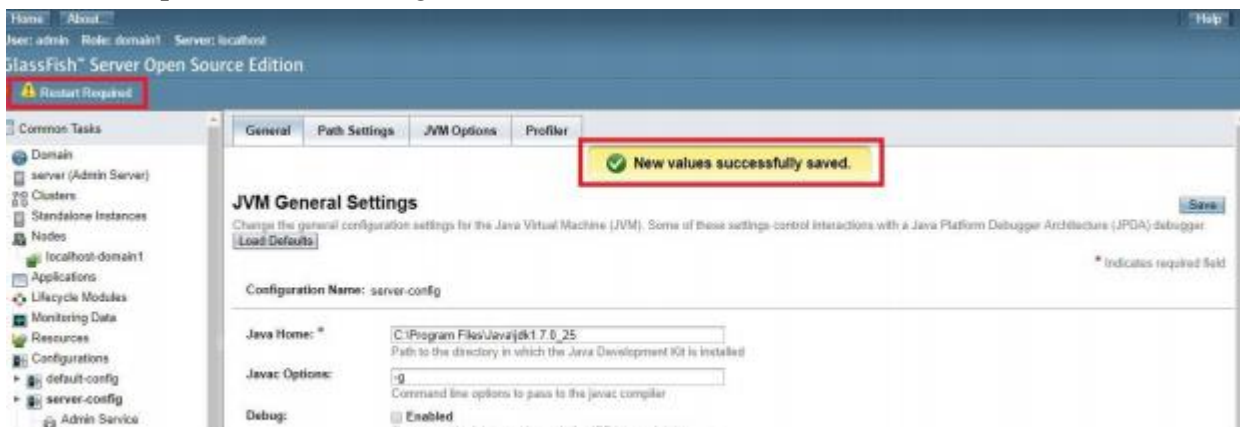 Home About...
User: admin Role: domain1 Server: localhost
GlassFish™ Server Open Source Edition
Restart Required
Help
Common Tasks
Domain
server (Admin Server)
Clusters
Standalone Instances
Nodes
localhost-domain1
Applications
Lifecycle Modules
Monitoring Data
Resources
Configurations
default-config
server-config
Admin Service
General Path Settings JVM Options Profiler
New values successfully saved.
JVM General Settings
Save
Change the general configuration settings for the Java Virtual Machine (JVM). Some of these settings control interactions with a Java Platform Debugger Architecture (JPDA) debugger.
Load Defaults
* Indicates required field
Configuration Name: server-config
Java Home: * C:\Program Files\Java\jdk1.7.0_25
Path to the directory in which the Java Development Kit is installed
Javac Options: -g
Command line options to pass to the javac compiler
Debug: Enabled